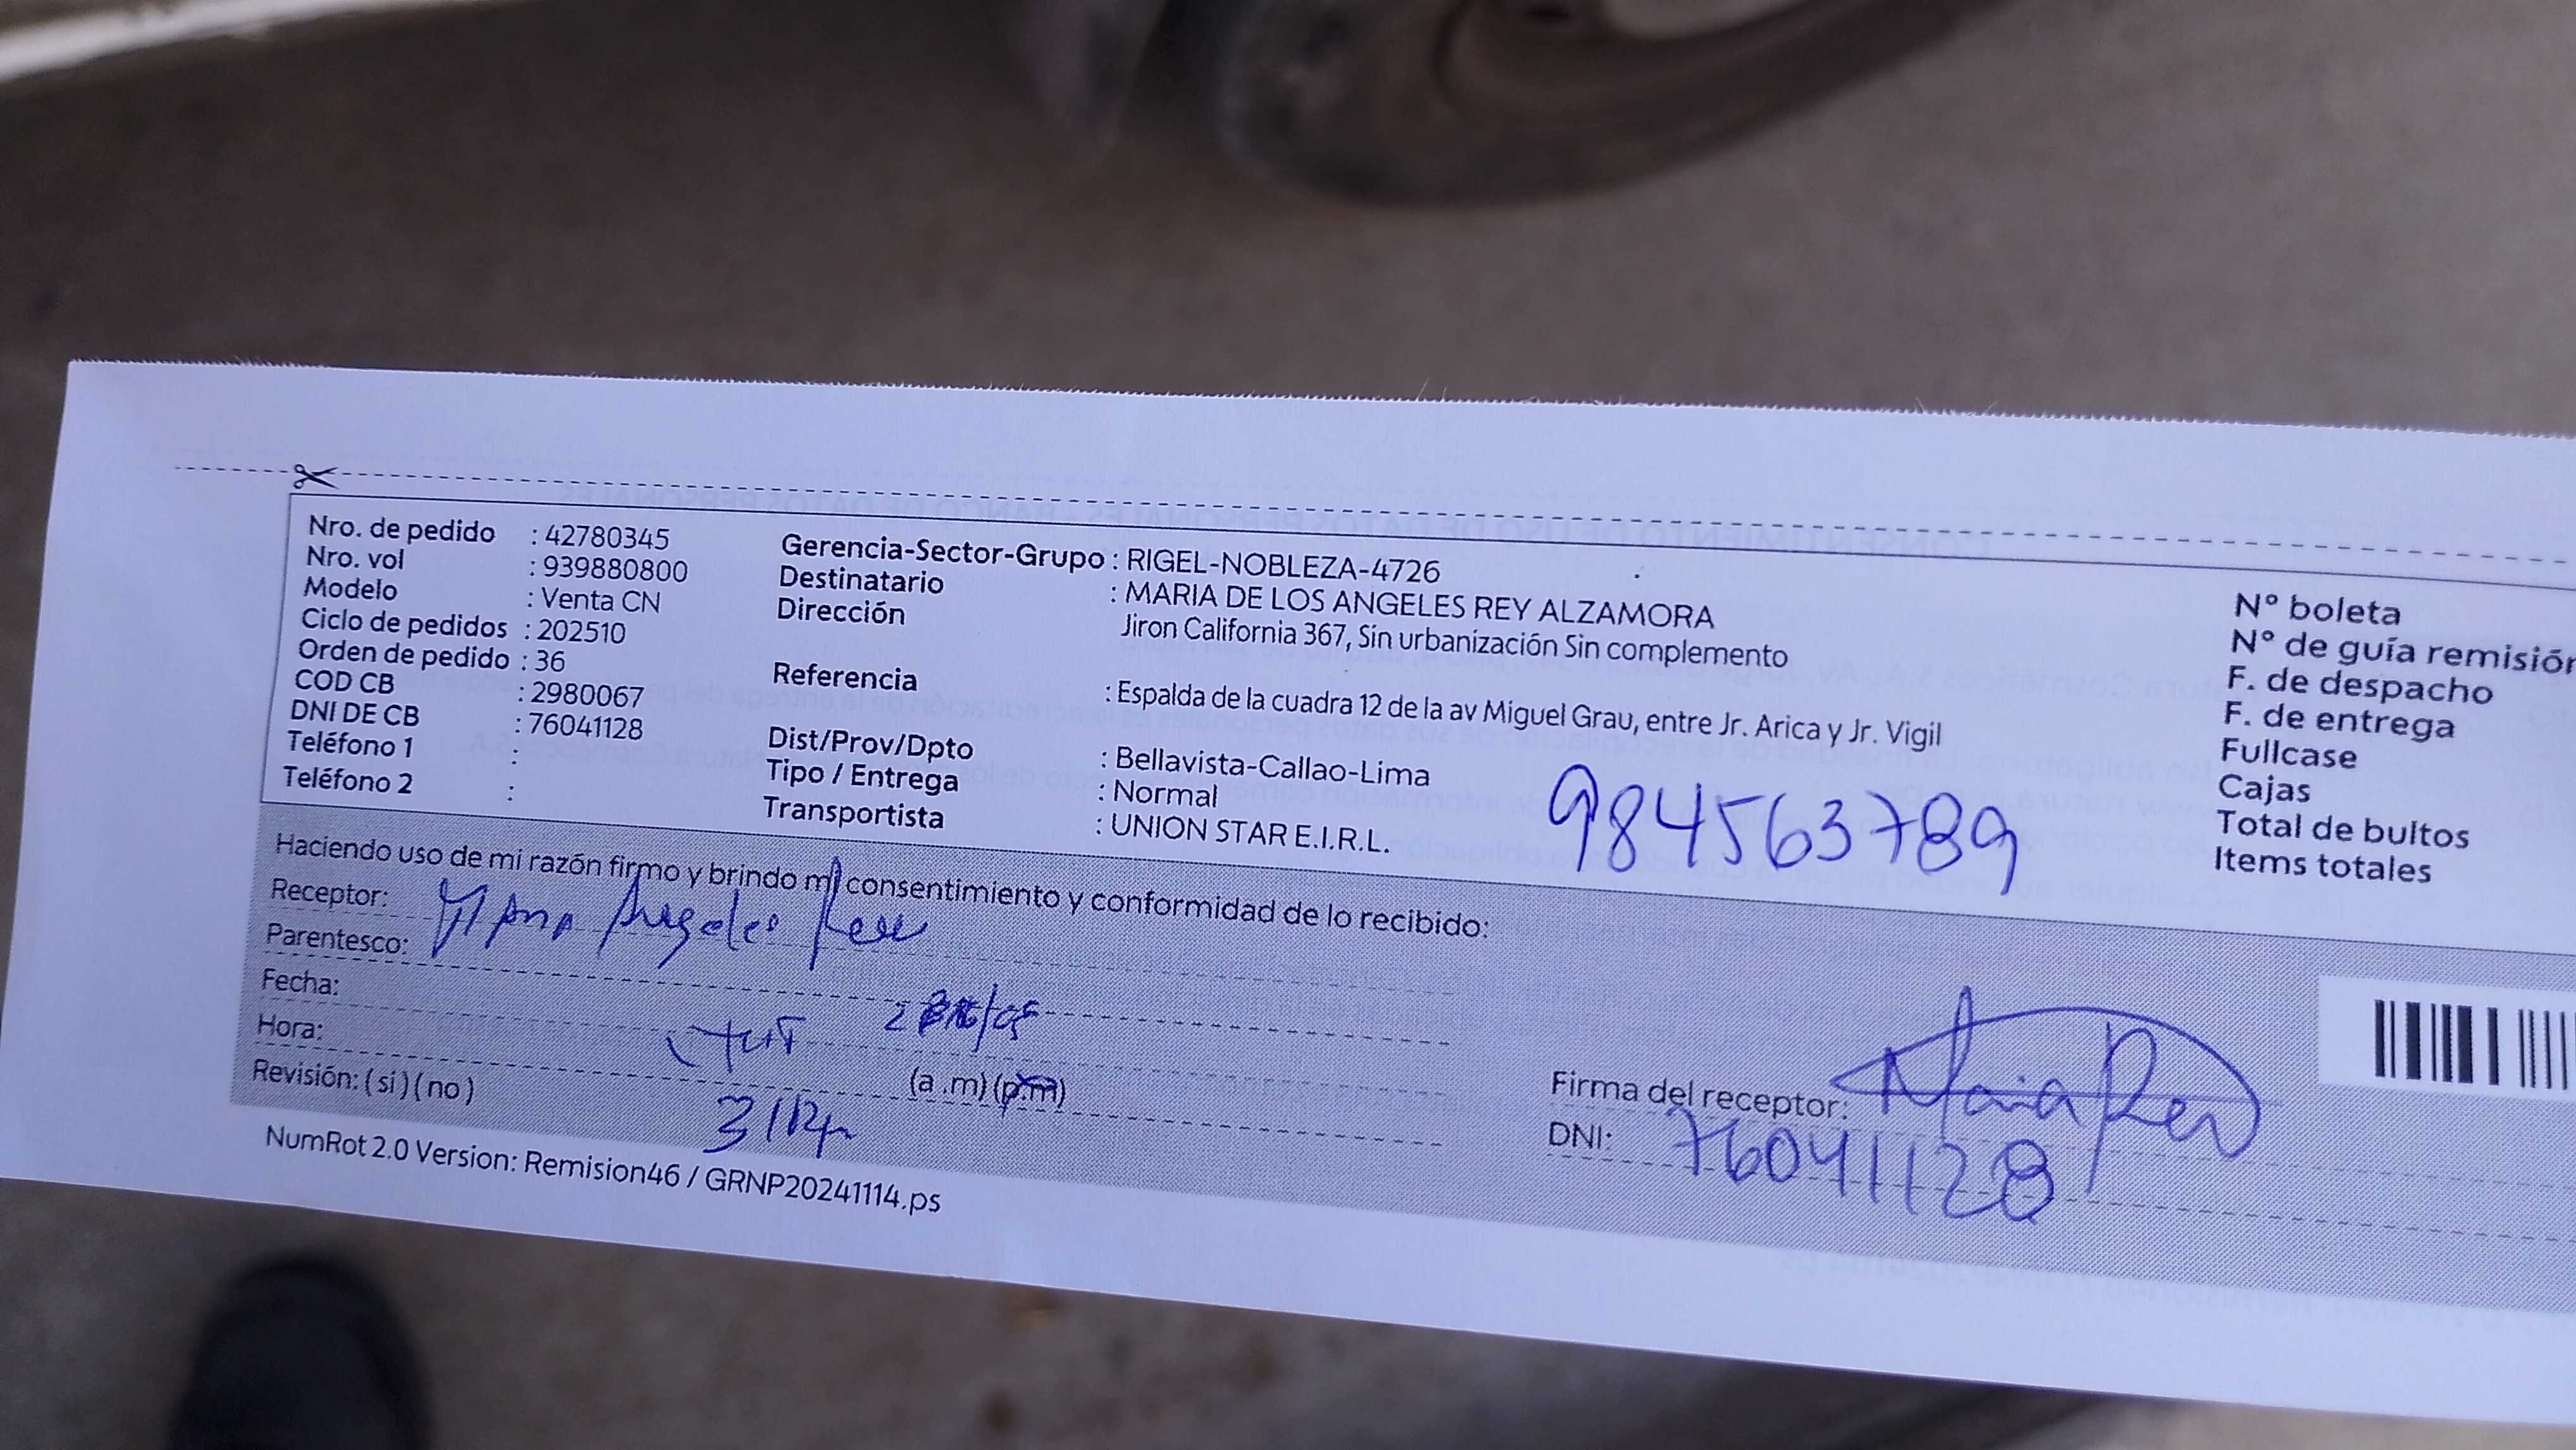 Nro. de pedido : 42780345
Nro. vol : 939880800
Modelo : Venta CN
Ciclo de pedidos : 202510
Orden de pedido : 36
COD CB : 2980067
DNI DE CB : 76041128
Teléfono 1 :
Teléfono 2 :
Gerencia-Sector-Grupo : RIGEL-NOBLEZA-4726
Destinatario : MARIA DE LOS ANGELES REY ALZAMORA
Dirección Jiron California 367, Sin urbanización Sin complemento
Referencia : Espalda de la cuadra 12 de la av Miguel Grau, entre Jr. Arica y Jr. Vigil
Dist/Prov/Dpto : Bellavista-Callao-Lima
Tipo / Entrega : Normal
Transportista : UNION STAR E.I.R.L.
984563789
Nº boleta
Nº de guía remisión
F. de despacho
F. de entrega
Fullcase
Cajas
Total de bultos
Items totales
Haciendo uso de mi razón firmo y brindo mi consentimiento y conformidad de lo recibido:
Receptor: Angeles
Parentesco:
Fecha:
Hora: (a .m) (p.m)
Revisión: ( si ) ( no )
Firma del receptor: Maria Rey
DNI: 76041128
NumRot 2.0 Version: Remision46 / GRNP20241114.ps